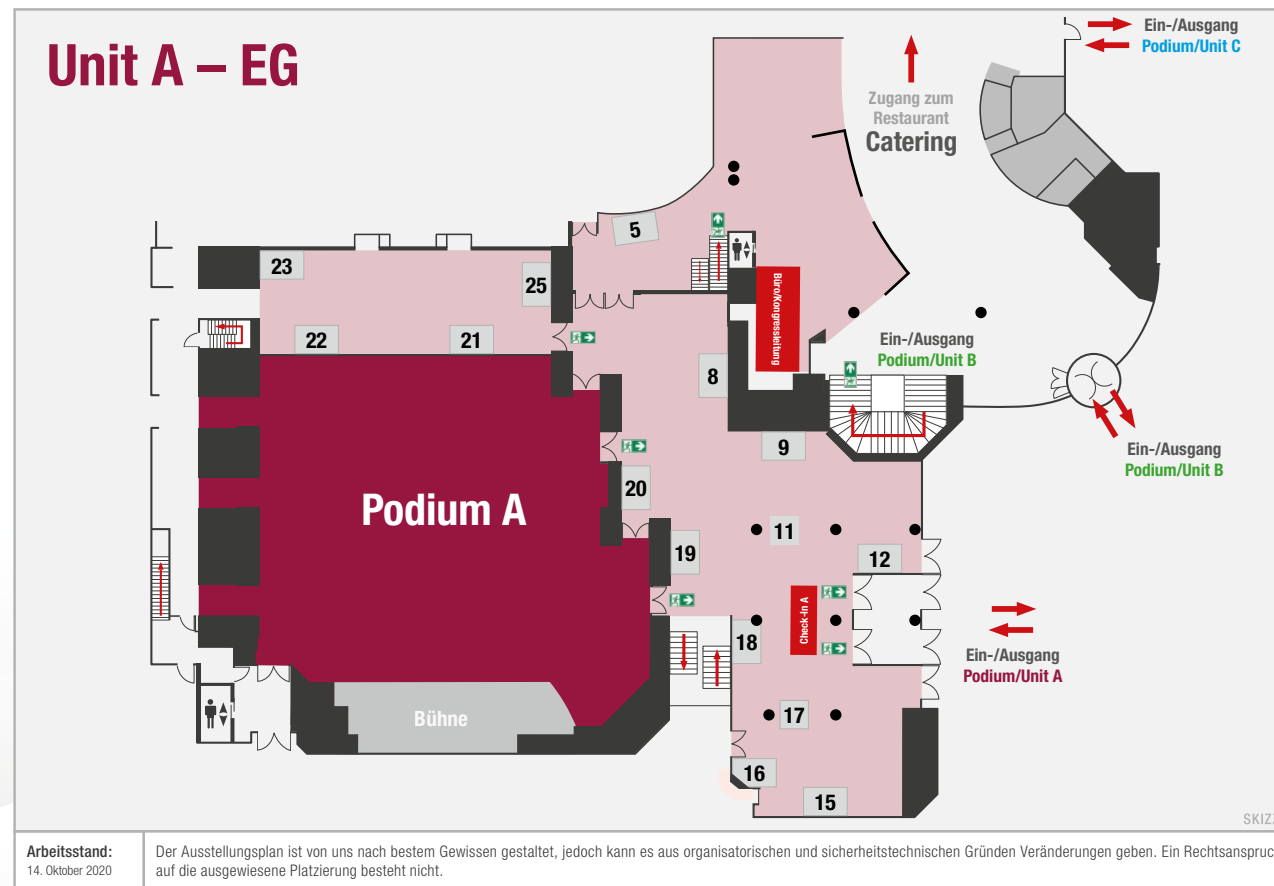 Unit A – EG
Ein-/Ausgang
Podium/Unit C
Zugang zum
Restaurant
Catering
5
23
25
22
21
Büro/Kongressleitung
8
Ein-/Ausgang
Podium/Unit B
9
Ein-/Ausgang
Podium/Unit B
20
Podium A
11
12
19
Check-In A
18
Ein-/Ausgang
Podium/Unit A
Bühne
17
16
15
SKIZZ
Arbeitsstand:
14. Oktober 2020
Der Ausstellungsplan ist von uns nach bestem Gewissen gestaltet, jedoch kann es aus organisatorischen und sicherheitstechnischen Gründen Veränderungen geben. Ein Rechtsanspruc
auf die ausgewiesene Platzierung besteht nicht.